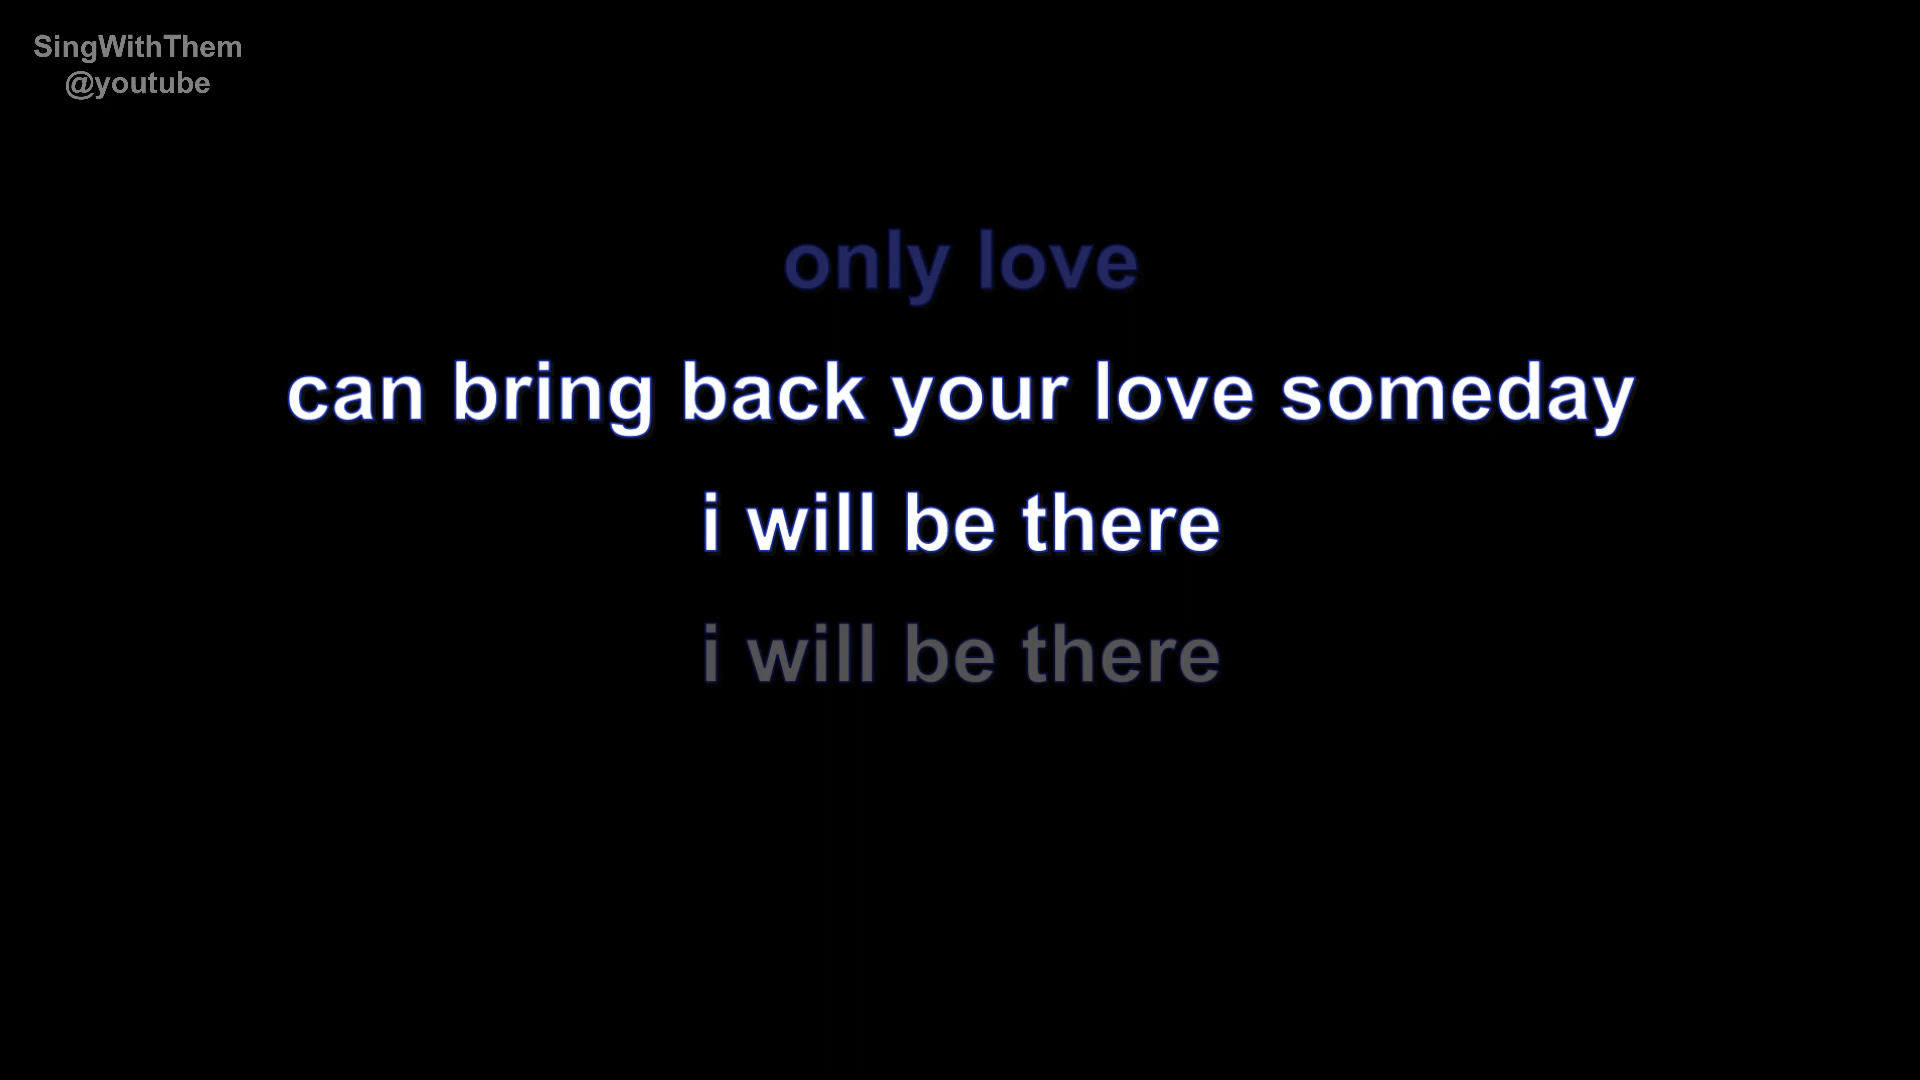 SingWithThem
@youtube
only love
can bring back your love someday
i will be there
i will be there